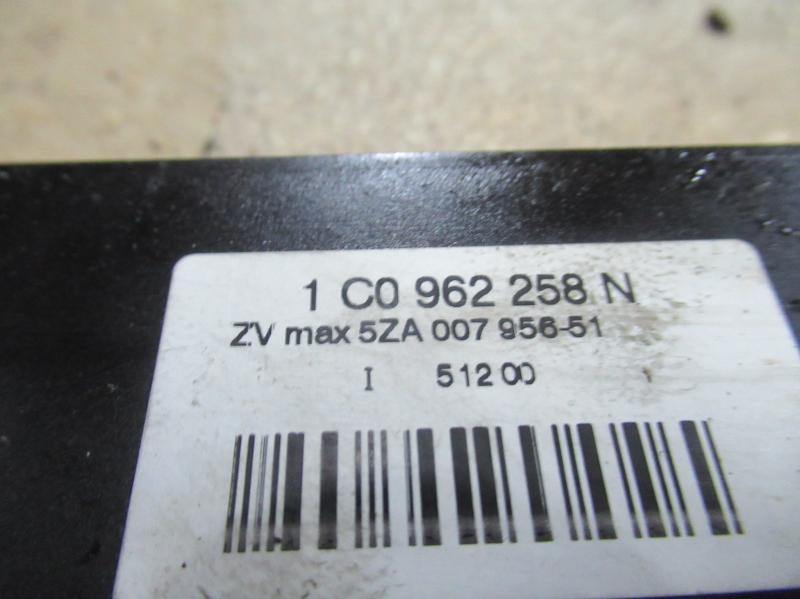 1 C0 962 258 N
ZV max 5ZA 007 956-51
I 512 00